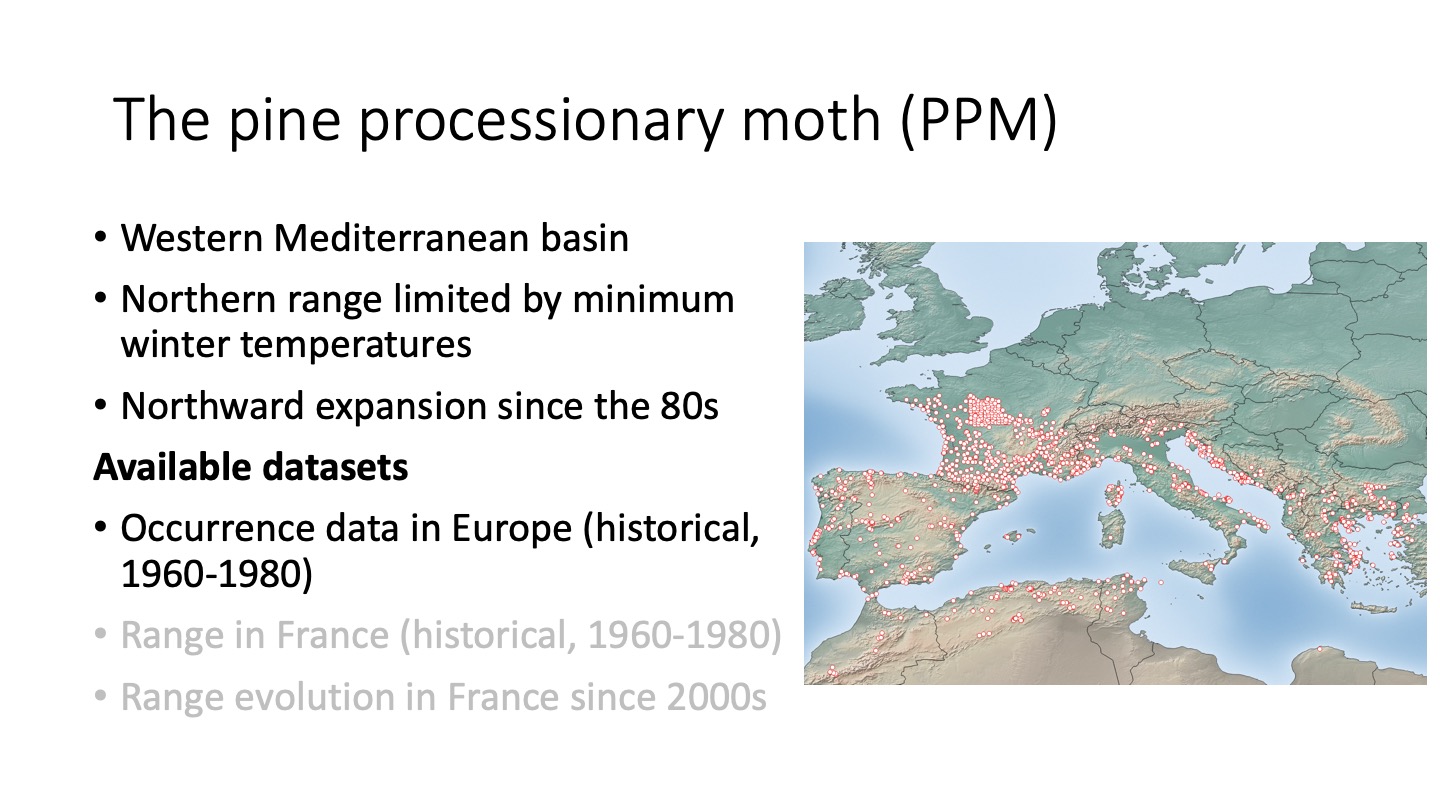 The pine processionary moth (PPM)
• Western Mediterranean basin
• Northern range limited by minimum
winter temperatures
• Northward expansion since the 80s
Available datasets
• Occurrence data in Europe (historical,
1960-1980)
• Range in France (historical, 1960-1980)
• Range evolution in France since 2000s